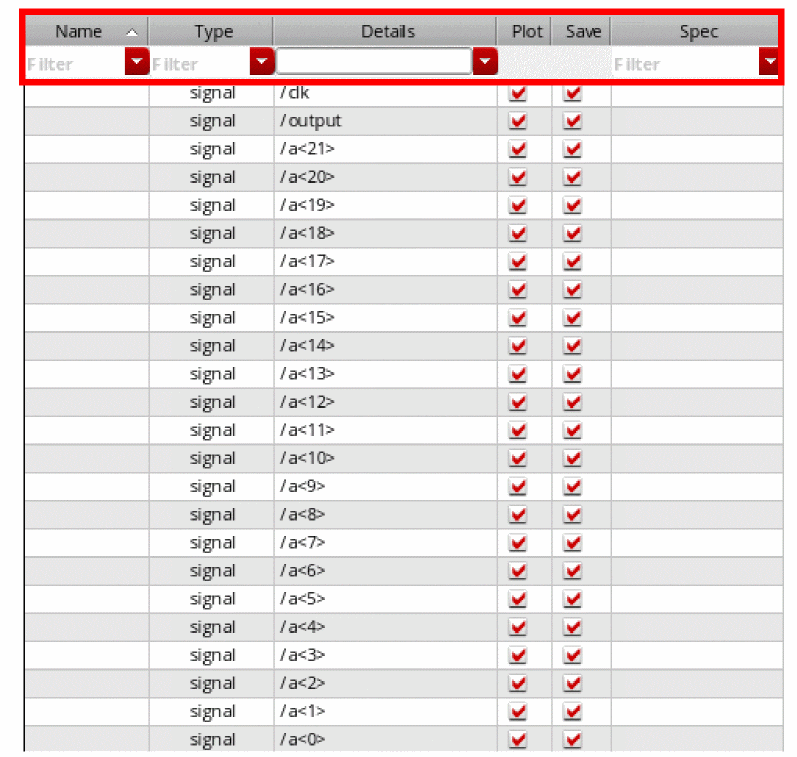 Name Type Details Plot Save Spec
Filter Filter Filter
signal /clk
signal /output
signal /a<21>
signal /a<20>
signal /a<19>
signal /a<18>
signal /a<17>
signal /a<16>
signal /a<15>
signal /a<14>
signal /a<13>
signal /a<12>
signal /a<11>
signal /a<10>
signal /a<9>
signal /a<8>
signal /a<7>
signal /a<6>
signal /a<5>
signal /a<4>
signal /a<3>
signal /a<2>
signal /a<1>
signal /a<0>